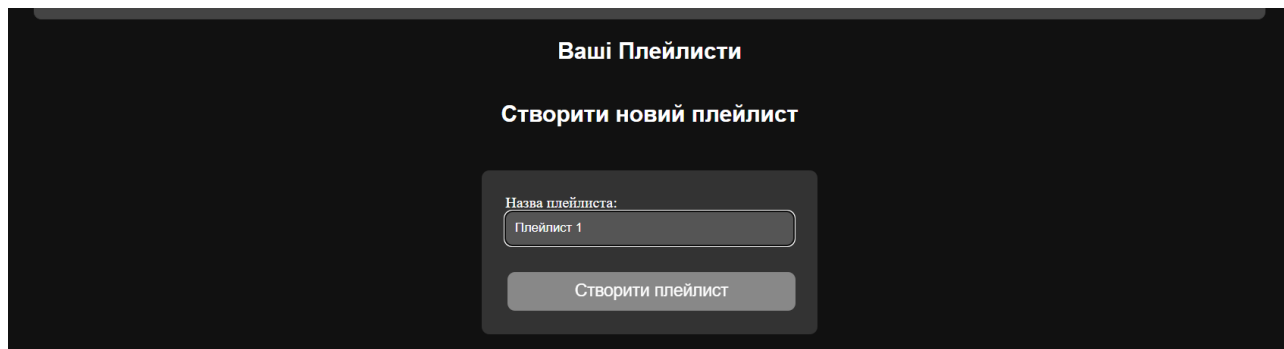 Ваші Плейлисти
Створити новий плейлист
Назва плейлиста:
Плейлист 1
Створити плейлист